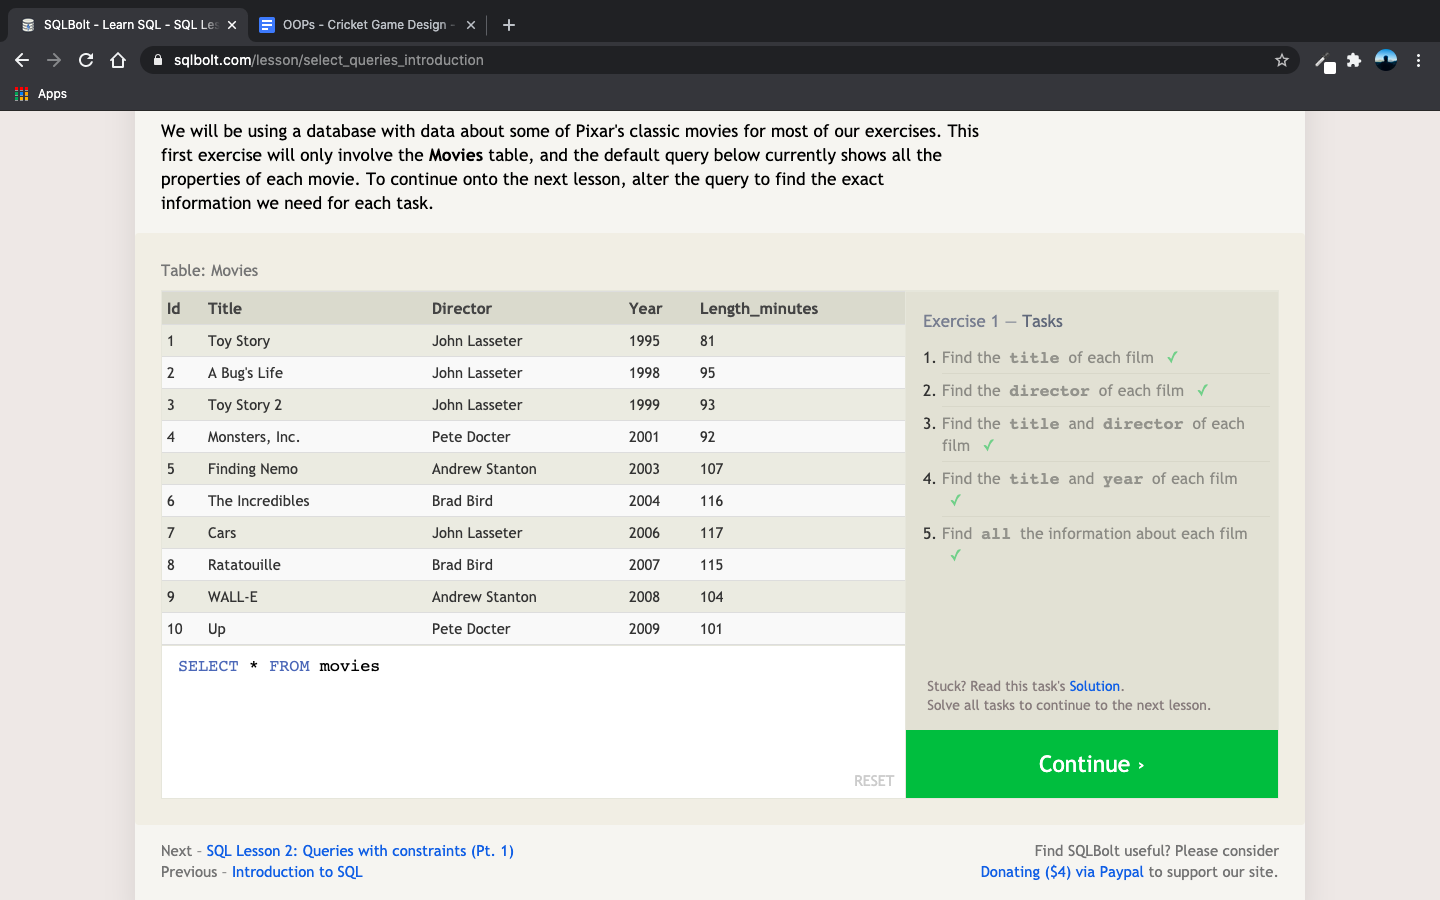 SQLBolt - Learn SQL - SQL Les
OOPs - Cricket Game Design -
sqlbolt.com/lesson/select_queries_introduction
Apps
We will be using a database with data about some of Pixar's classic movies for most of our exercises. This
first exercise will only involve the Movies table, and the default query below currently shows all the
properties of each movie. To continue onto the next lesson, alter the query to find the exact
information we need for each task.
Table: Movies
Id Title Director Year Length_minutes
1 Toy Story John Lasseter 1995 81
2 A Bug's Life John Lasseter 1998 95
3 Toy Story 2 John Lasseter 1999 93
4 Monsters, Inc. Pete Docter 2001 92
5 Finding Nemo Andrew Stanton 2003 107
6 The Incredibles Brad Bird 2004 116
7 Cars John Lasseter 2006 117
8 Ratatouille Brad Bird 2007 115
9 WALL-E Andrew Stanton 2008 104
10 Up Pete Docter 2009 101
SELECT * FROM movies
RESET
Exercise 1 — Tasks
1. Find the title of each film ✓
2. Find the director of each film ✓
3. Find the title and director of each
film ✓
4. Find the title and year of each film
✓
5. Find all the information about each film
✓
Stuck? Read this task's Solution.
Solve all tasks to continue to the next lesson.
Continue ›
Next – SQL Lesson 2: Queries with constraints (Pt. 1)
Previous – Introduction to SQL
Find SQLBolt useful? Please consider
Donating ($4) via Paypal to support our site.